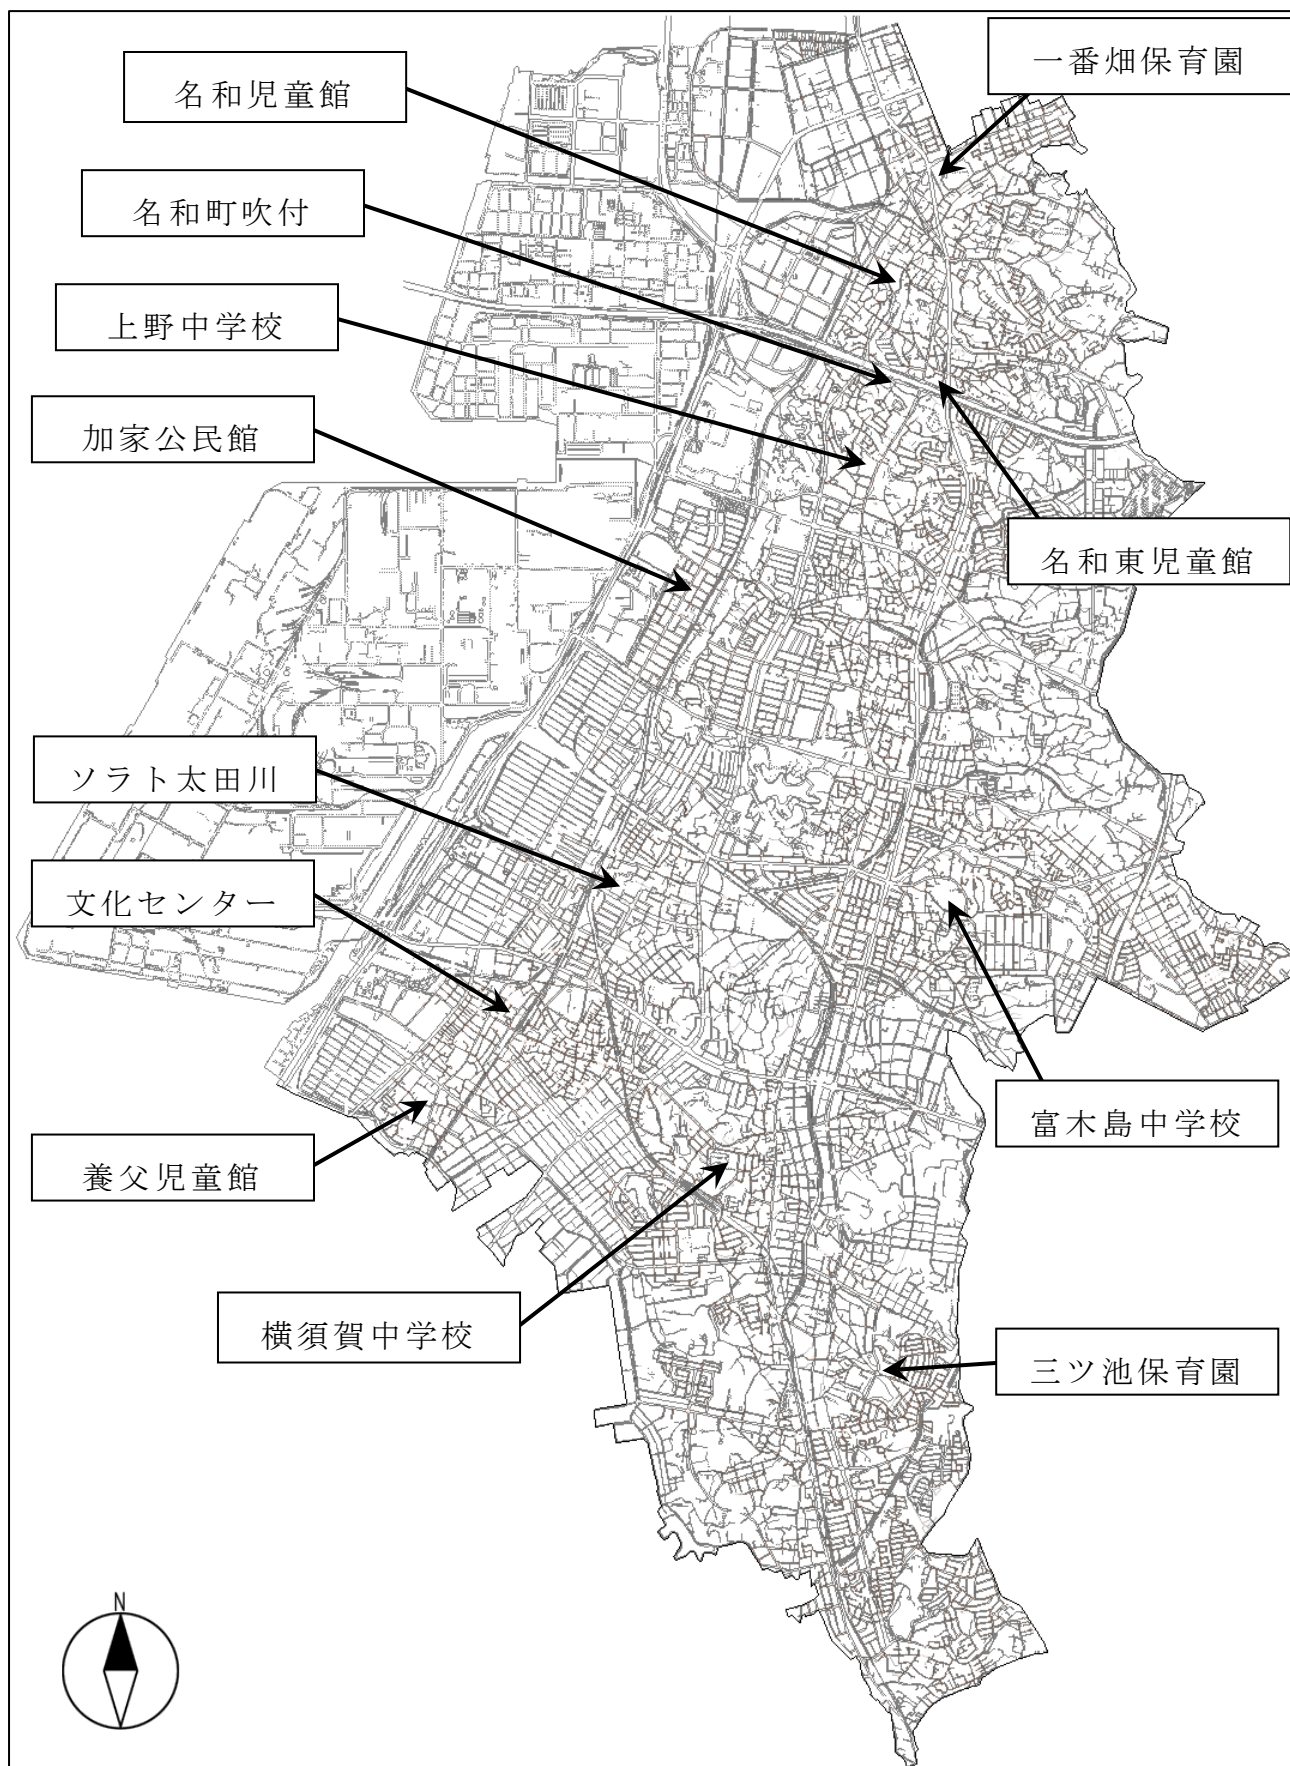 一番畑保育園
名和児童館
名和町吹付
上野中学校
加家公民館
名和東児童館
ソラト太田川
文化センター
富木島中学校
養父児童館
横須賀中学校
三ツ池保育園
N